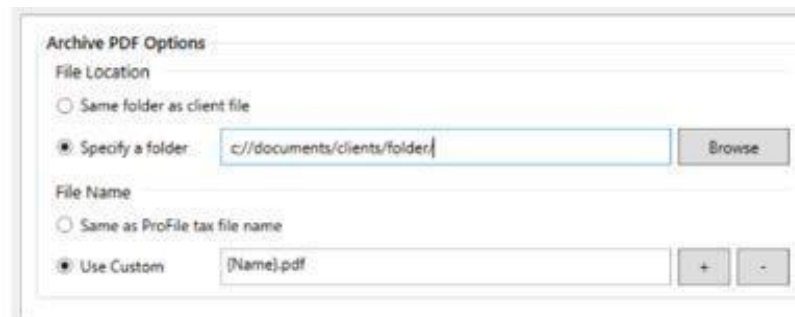 Archive PDF Options
File Location
Same folder as client file
Specify a folder c://documents/clients/folder/ Browse
File Name
Same as ProFile tax file name
Use Custom {Name}.pdf + -